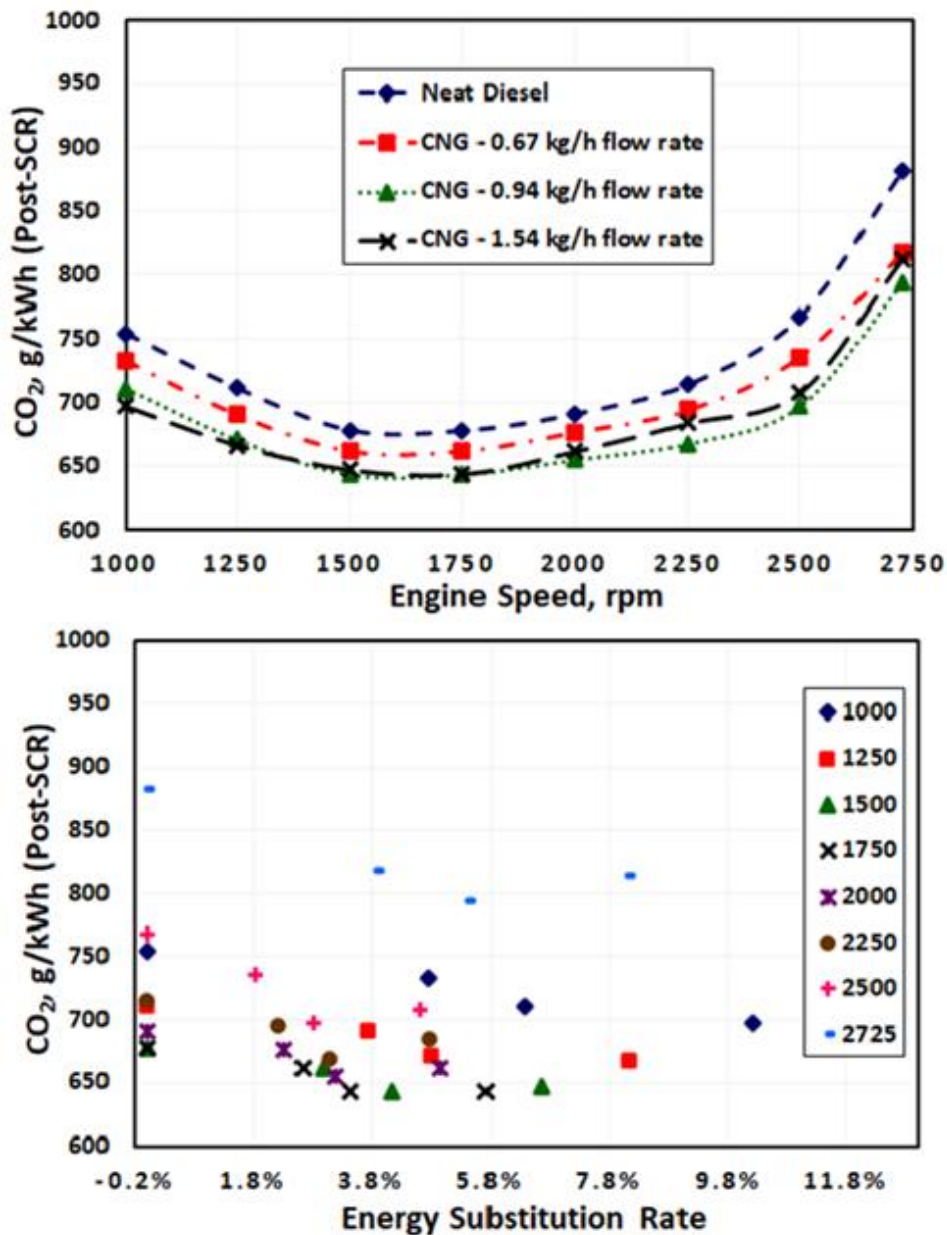 1000
950
900
850
800
750
700
650
600
CO₂, g/kWh (Post-SCR)
Neat Diesel
CNG - 0.67 kg/h flow rate
CNG - 0.94 kg/h flow rate
CNG - 1.54 kg/h flow rate
1000 1250 1500 1750 2000 2250 2500 2750
Engine Speed, rpm
1000
950
900
850
800
750
700
650
600
CO₂, g/kWh (Post-SCR)
1000
1250
1500
1750
2000
2250
2500
2725
-0.2% 1.8% 3.8% 5.8% 7.8% 9.8% 11.8%
Energy Substitution Rate